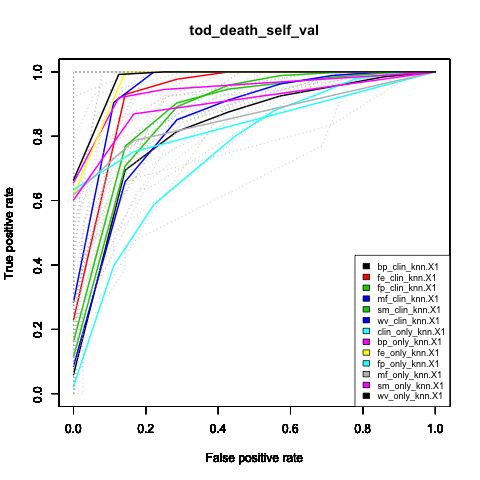 tod_death_self_val
True positive rate
1.0
0.8
0.6
0.4
0.2
0.0
bp_clin_knn.X1
fe_clin_knn.X1
fp_clin_knn.X1
mf_clin_knn.X1
sm_clin_knn.X1
wv_clin_knn.X1
clin_only_knn.X1
bp_only_knn.X1
fe_only_knn.X1
fp_only_knn.X1
mf_only_knn.X1
sm_only_knn.X1
wv_only_knn.X1
0.0 0.2 0.4 0.6 0.8 1.0
False positive rate